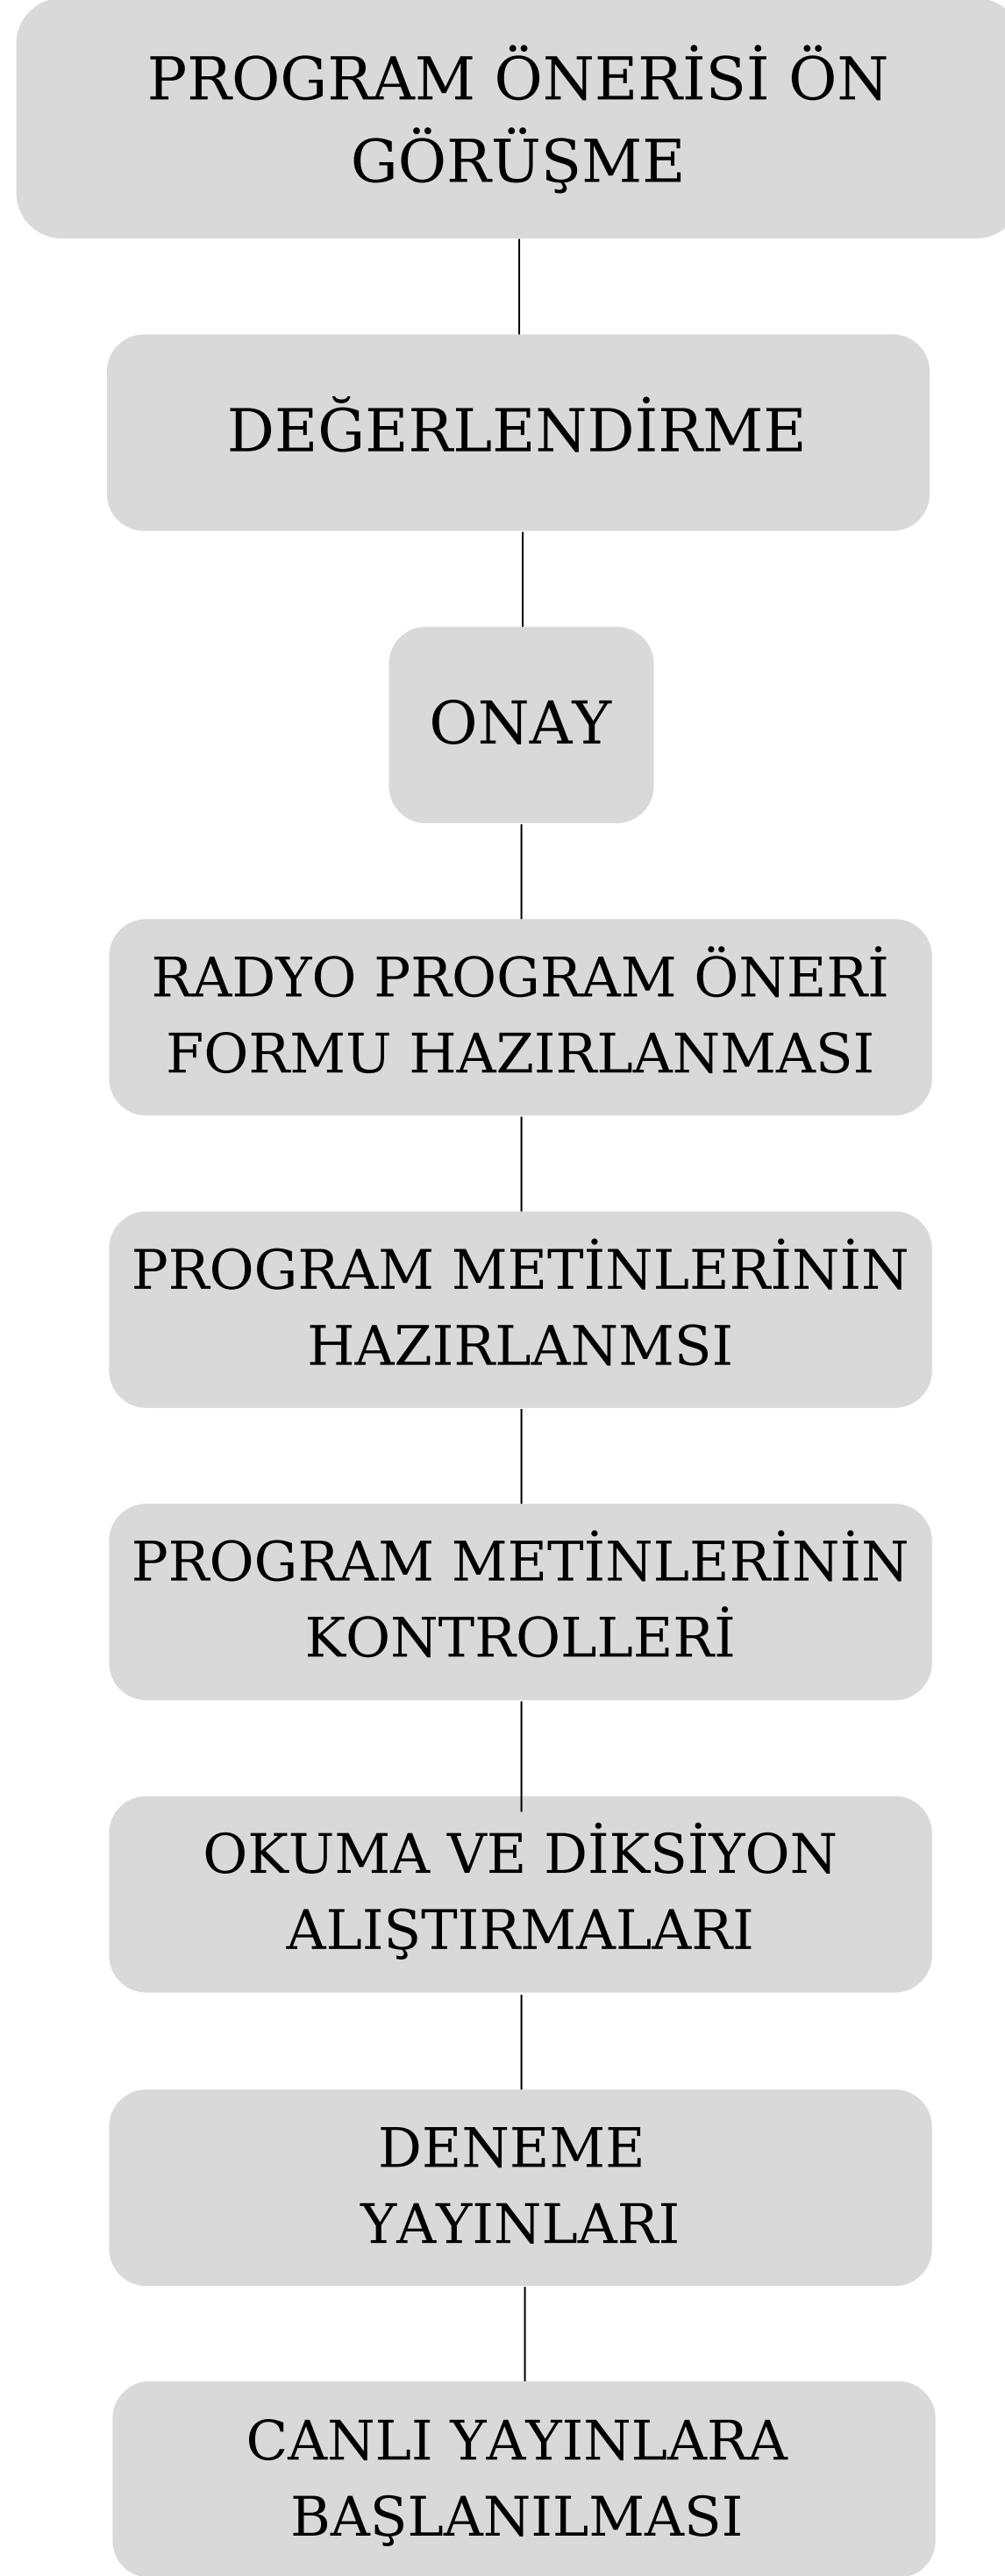 PROGRAM ÖNERİSİ ÖN
GÖRÜŞME
DEĞERLENDİRME
ONAY
RADYO PROGRAM ÖNERİ
FORMU HAZIRLANMASI
PROGRAM METİNLERİNİN
HAZIRLANMSI
PROGRAM METİNLERİNİN
KONTROLLERİ
OKUMA VE DİKSİYON
ALIŞTIRMALARI
DENEME
YAYINLARI
CANLI YAYINLARA
BAŞLANILMASI